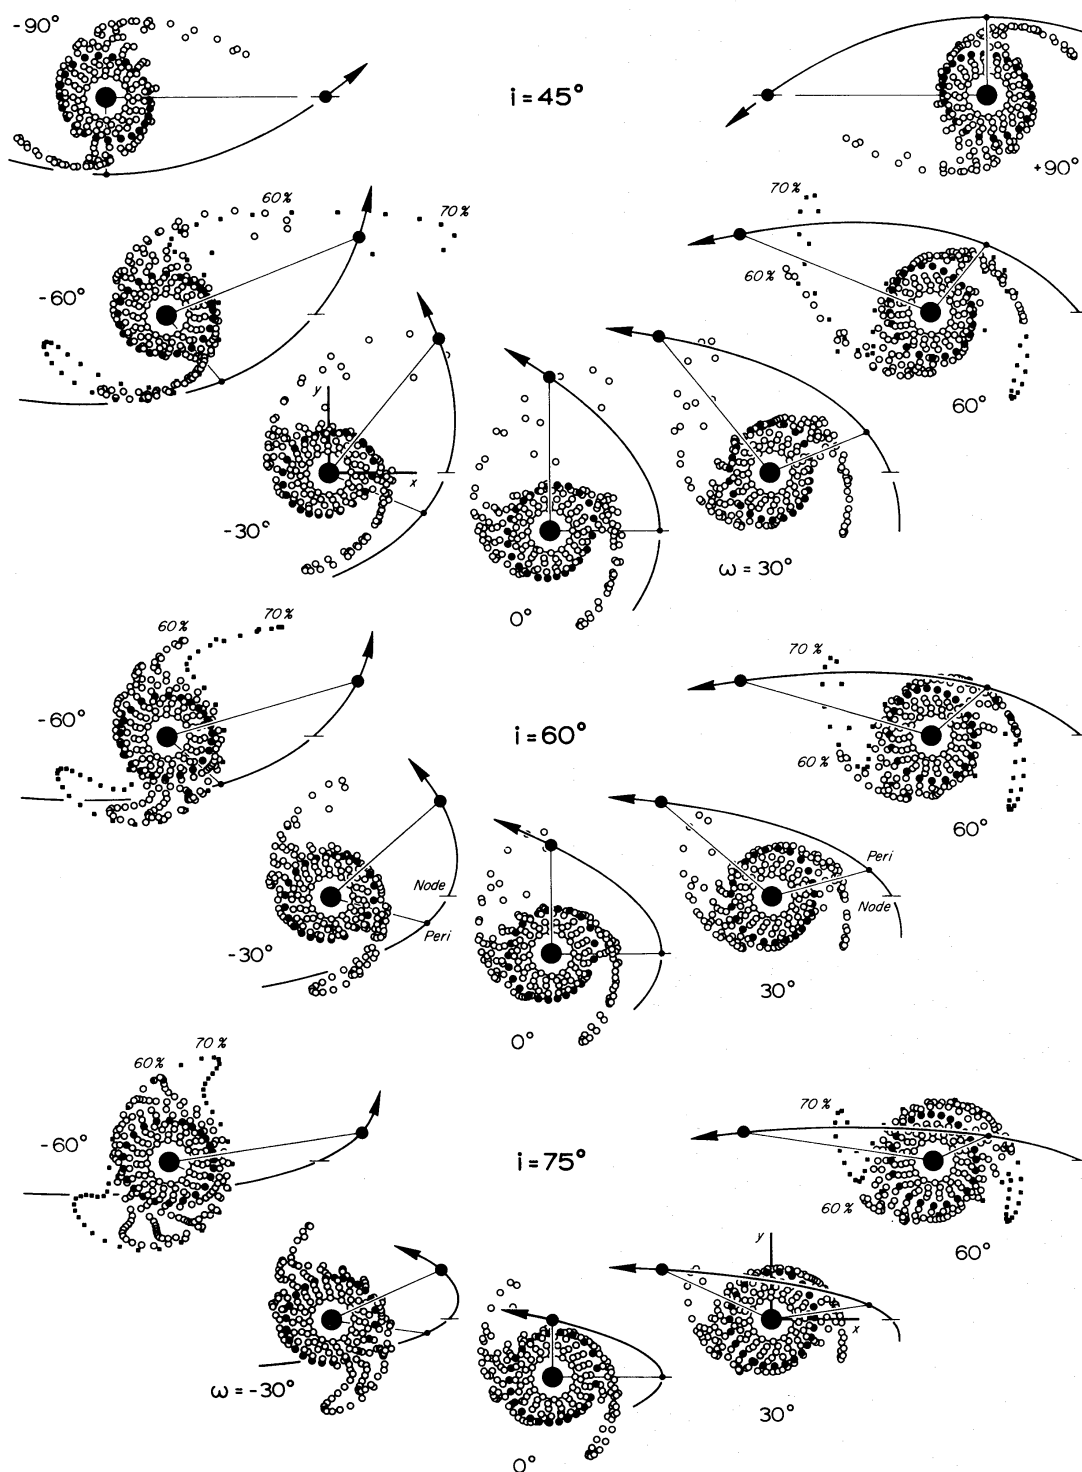 -90°
i = 45°
+90°
60%
70%
70%
60%
-60°
60°
y
x
-30°
0°
ω = 30°
60%
70%
70%
60%
-60°
i = 60°
60°
Node
Peri
Peri
Node
-30°
0°
30°
60%
70%
70%
60%
-60°
i = 75°
60°
y
x
ω = -30°
0°
30°